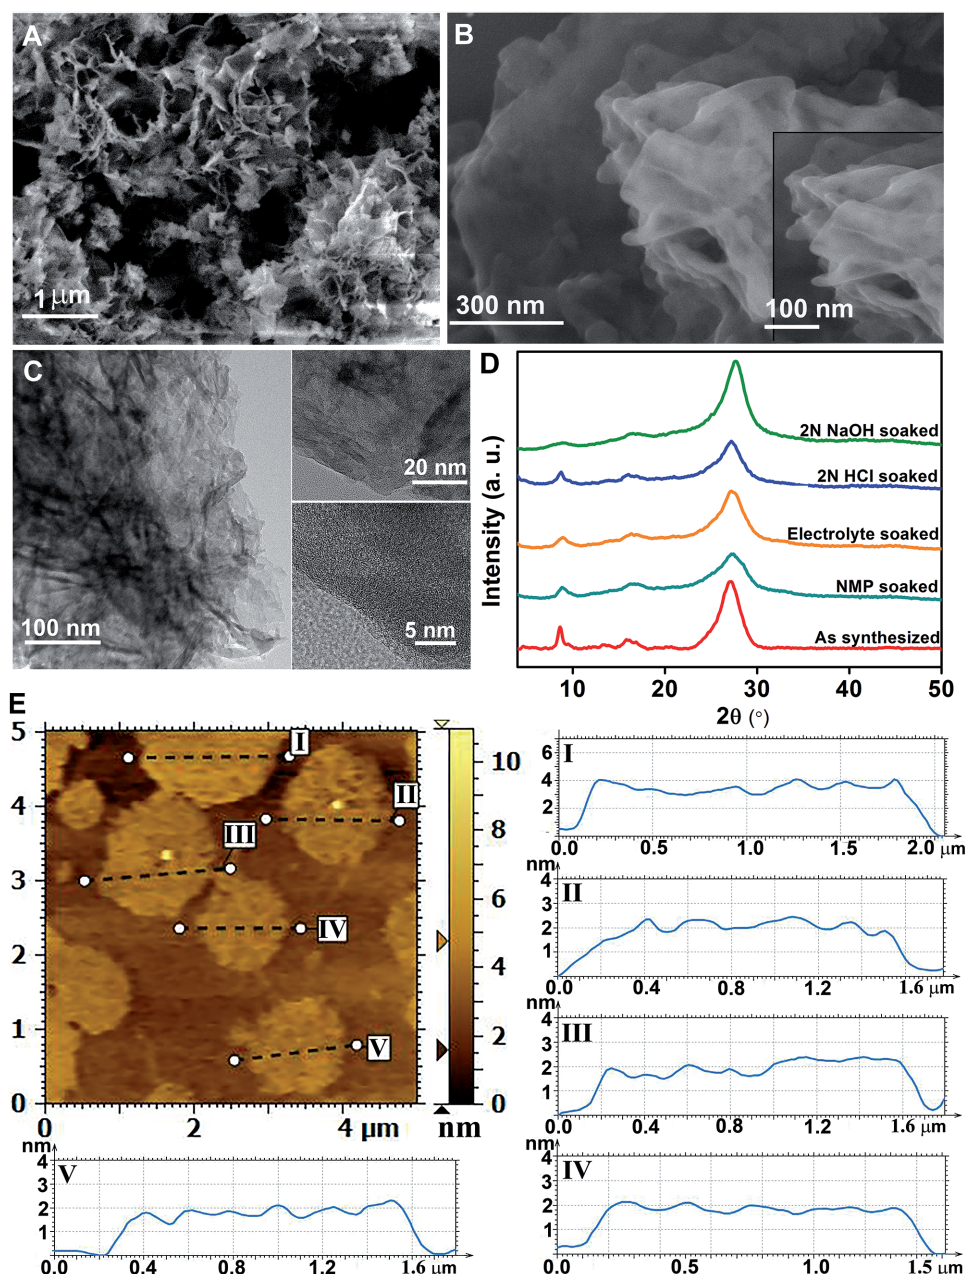 A
1 μm
B
300 nm
100 nm
C
100 nm
20 nm
5 nm
D
Intensity (a. u.)
2N NaOH soaked
2N HCl soaked
Electrolyte soaked
NMP soaked
As synthesized
10 20 30 40 50
2θ (°)
E
5
4
3
2
1
0
0 2 4 μm
I
II
III
IV
V
10
8
6
4
2
0
nm
I
6
4
2
nm
0.0 0.5 1.0 1.5 2.0 μm
II
4
3
2
1
nm
0.0 0.4 0.8 1.2 1.6 μm
III
4
3
2
1
nm
0.0 0.4 0.8 1.2 1.6 μm
nm
V
4
3
2
1
0.0 0.4 0.8 1.2 1.6 μm
IV
4
3
2
1
0.0 0.5 1.0 1.5 μm